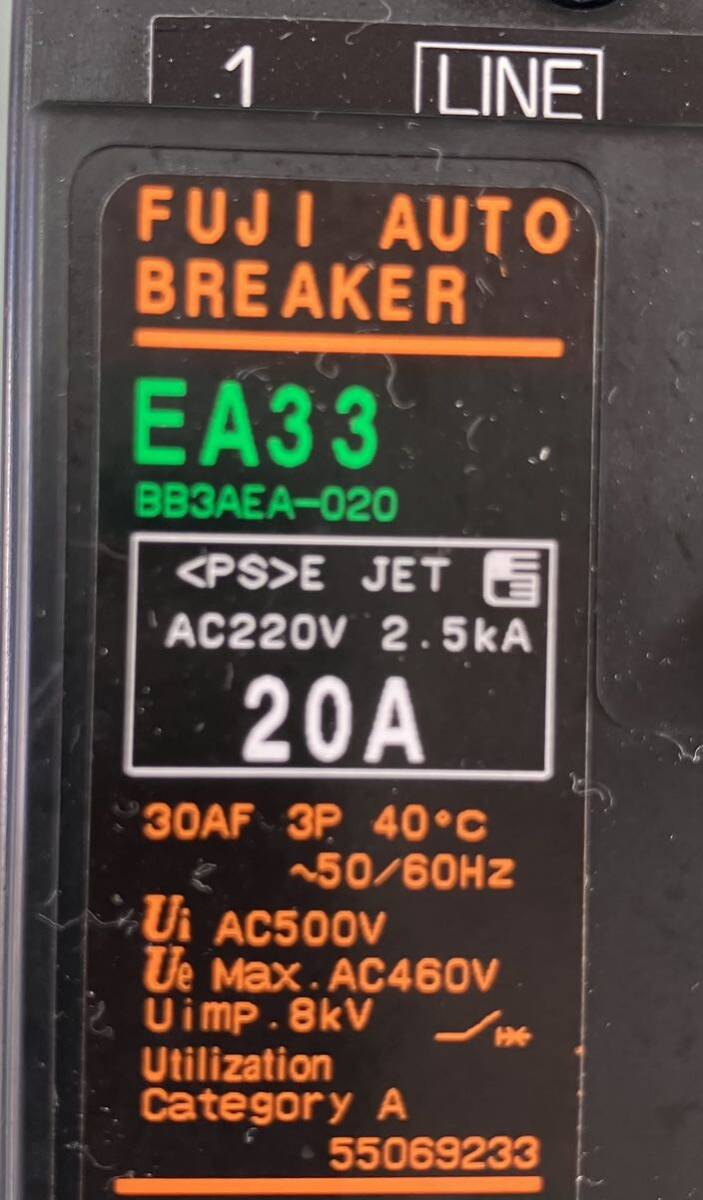 1 LINE
FUJI AUTO
BREAKER
EA33
BB3AEA-020
<PS>E JET
AC220V 2.5kA
20A
30AF 3P 40°C
~50/60Hz
Ui AC500V
Ue Max.AC460V
Uimp.8kV
Utilization
Category A
55069233